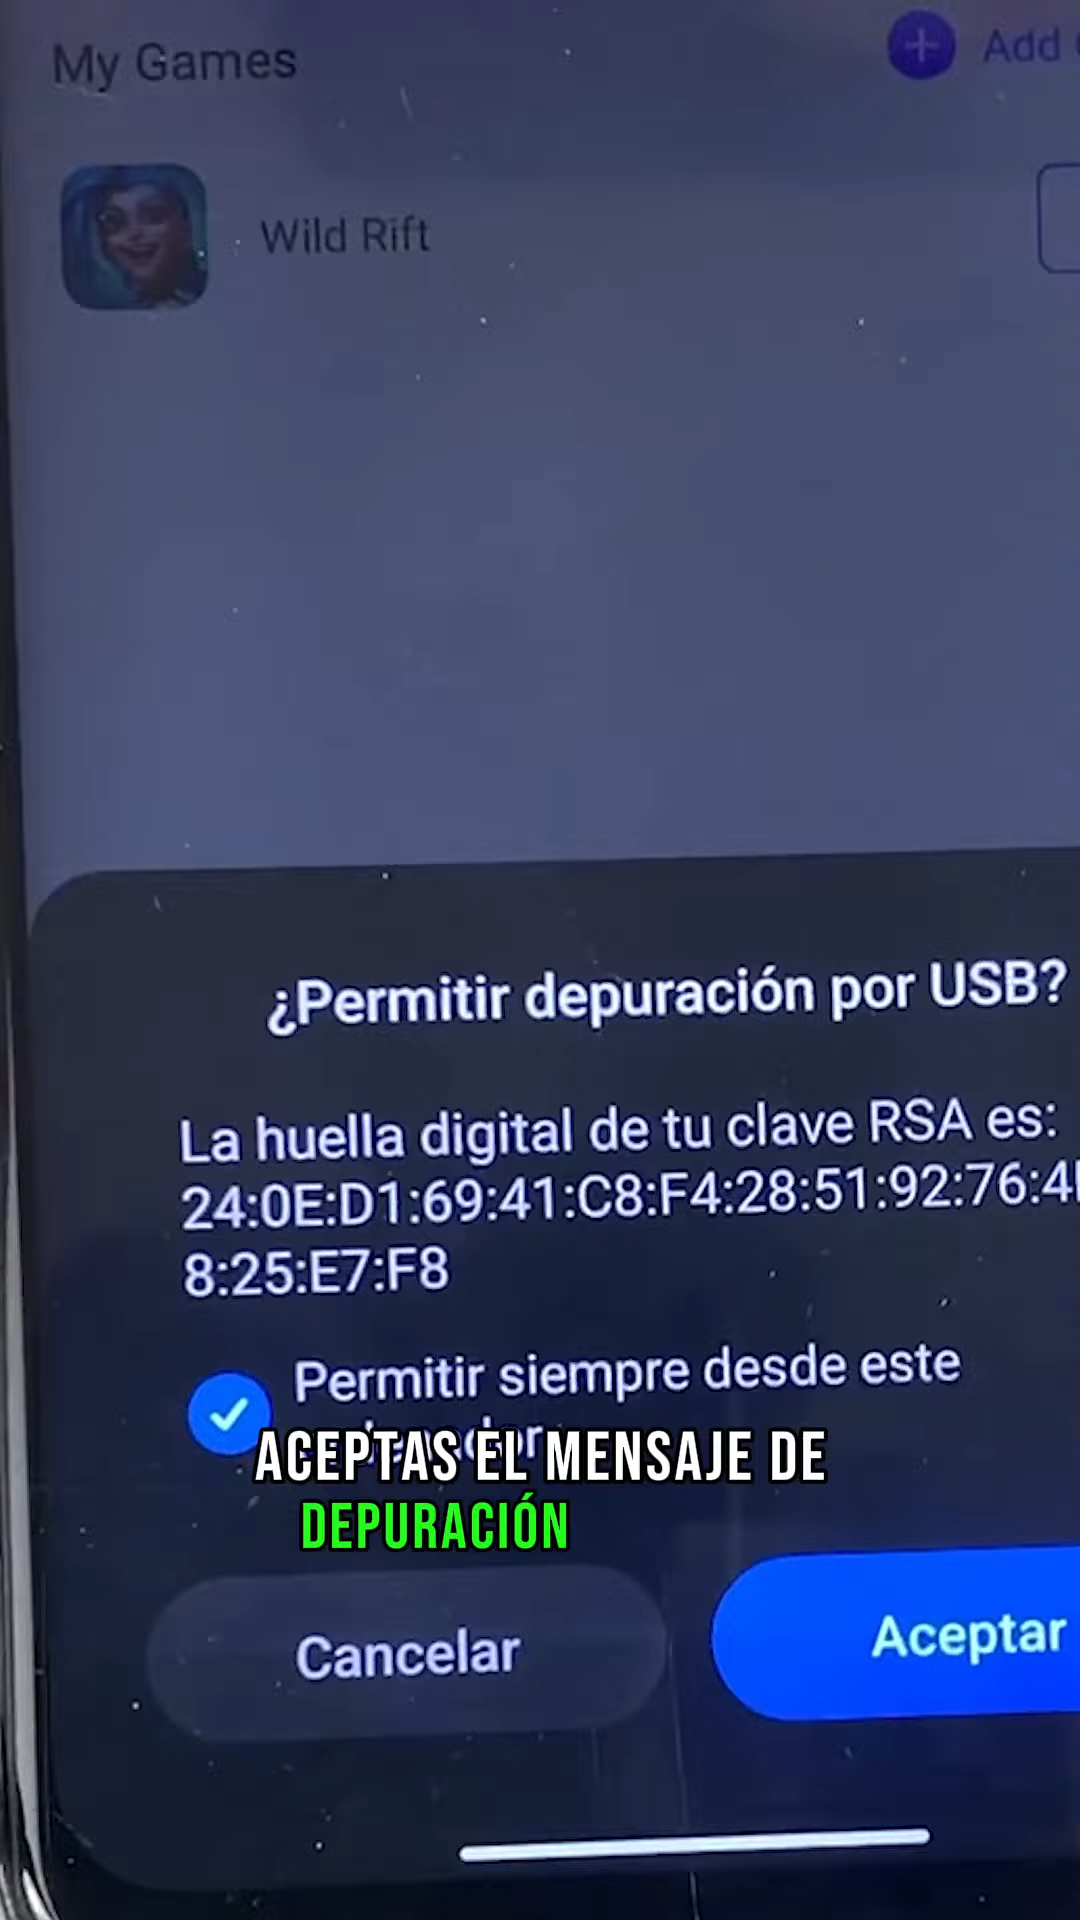 My Games
Add
Wild Rift
¿Permitir depuración por USB?
La huella digital de tu clave RSA es:
24:0E:D1:69:41:C8:F4:28:51:92:76:4
8:25:E7:F8
Permitir siempre desde este
ACEPTAS EL MENSAJE DE
DEPURACIÓN
Cancelar
Aceptar